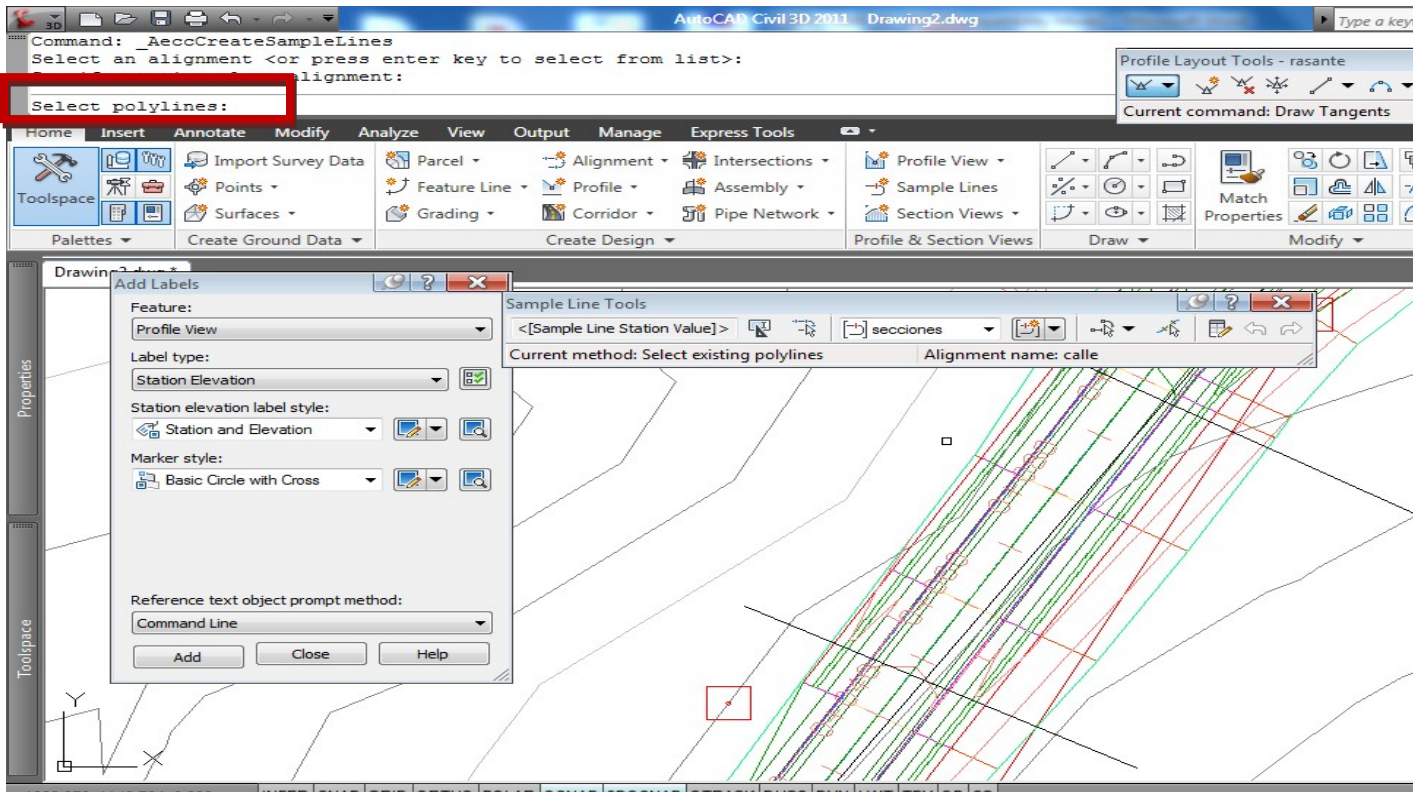 3D
AutoCAD Civil 3D 2011 Drawing2.dwg
Type a key
Command: _AeccCreateSampleLines
Select an alignment <or press enter key to select from list>:
alignment:
Select polylines:
Profile Layout Tools - rasante
Current command: Draw Tangents
Home Insert Annotate Modify Analyze View Output Manage Express Tools
Toolspace
Import Survey Data
Points
Surfaces
Parcel
Feature Line
Grading
Alignment
Profile
Corridor
Intersections
Assembly
Pipe Network
Profile View
Sample Lines
Section Views
Match
Properties
Palettes
Create Ground Data
Create Design
Profile & Section Views
Draw
Modify
Properties
Toolspace
Add Labels
Feature:
Profile View
Label type:
Station Elevation
Station elevation label style:
Station and Elevation
Marker style:
Basic Circle with Cross
Reference text object prompt method:
Command Line
Add Close Help
Sample Line Tools
<[Sample Line Station Value]>
secciones
Current method: Select existing polylines Alignment name: calle
Y
X